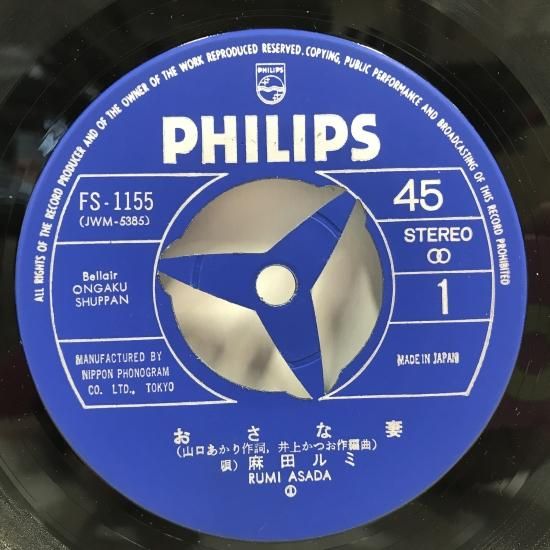 ALL RIGHTS OF THE RECORD PRODUCER AND OF THE OWNER OF THE WORK REPRODUCED RESERVED. COPYING, PUBLIC PERFORMANCE AND BROADCASTING OF THIS RECORD PROHIBITED
PHILIPS
PHILIPS
FS-1155
(JWM-5385)
45
STEREO
Bellair
ONGAKU
SHUPPAN
1
MANUFACTURED BY
NIPPON PHONOGRAM
CO. LTD., TOKYO
MADE IN JAPAN
おさな妻
(山口あかり作詞, 井上かつお作編曲)
唄) 麻田ルミ
RUMI ASADA